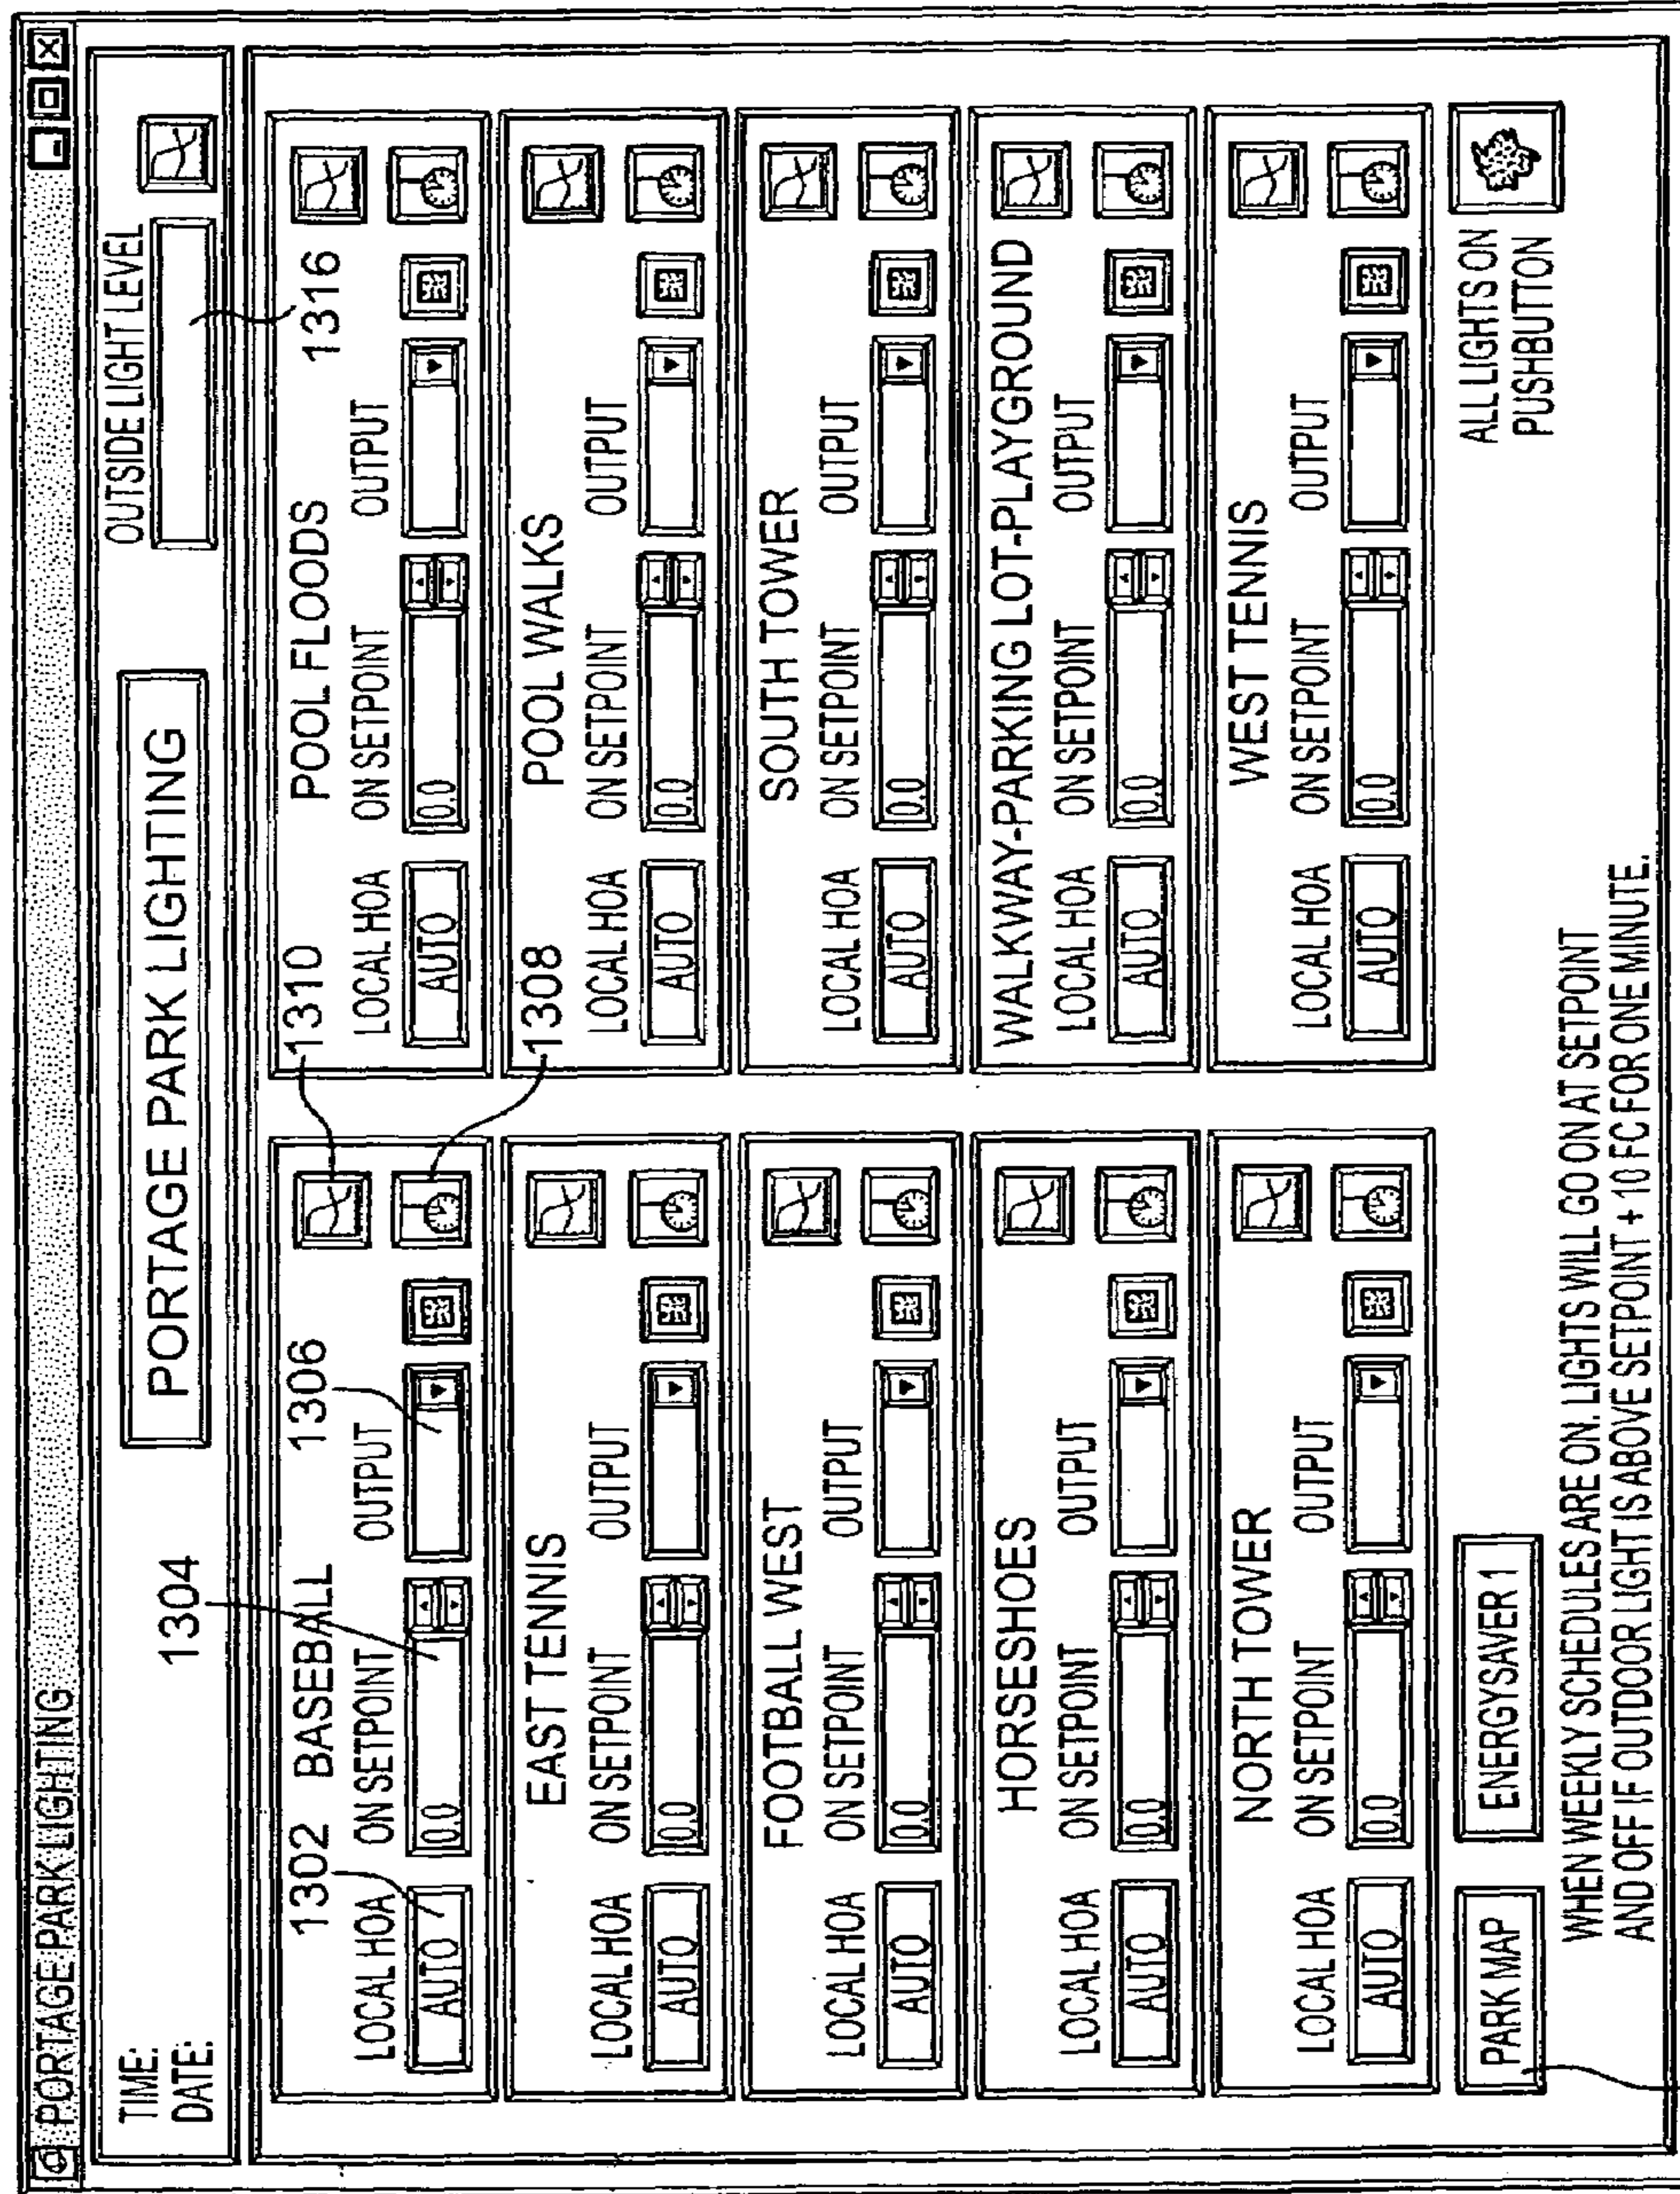 PORTAGE PARK LIGHTING
TIME:
DATE:
PORTAGE PARK LIGHTING
OUTSIDE LIGHT LEVEL
1304
1316
1302 BASEBALL 1306
LOCAL HOA ON SETPOINT OUTPUT
AUTO 0.0
1310
POOL FLOODS
LOCAL HOA ON SETPOINT OUTPUT
AUTO 0.0
EAST TENNIS
LOCAL HOA ON SETPOINT OUTPUT
AUTO 0.0
1308
POOL WALKS
LOCAL HOA ON SETPOINT OUTPUT
AUTO 0.0
FOOTBALL WEST
LOCAL HOA ON SETPOINT OUTPUT
AUTO 0.0
SOUTH TOWER
LOCAL HOA ON SETPOINT OUTPUT
AUTO 0.0
HORSESHOES
LOCAL HOA ON SETPOINT OUTPUT
AUTO 0.0
WALKWAY-PARKING LOT-PLAYGROUND
LOCAL HOA ON SETPOINT OUTPUT
AUTO 0.0
NORTH TOWER
LOCAL HOA ON SETPOINT OUTPUT
AUTO 0.0
WEST TENNIS
LOCAL HOA ON SETPOINT OUTPUT
AUTO 0.0
PARK MAP
ENERGYSAVER 1
ALL LIGHTS ON
PUSHBUTTON
WHEN WEEKLY SCHEDULES ARE ON. LIGHTS WILL GO ON AT SETPOINT
AND OFF IF OUTDOOR LIGHT IS ABOVE SETPOINT + 10 FC FOR ONE MINUTE.